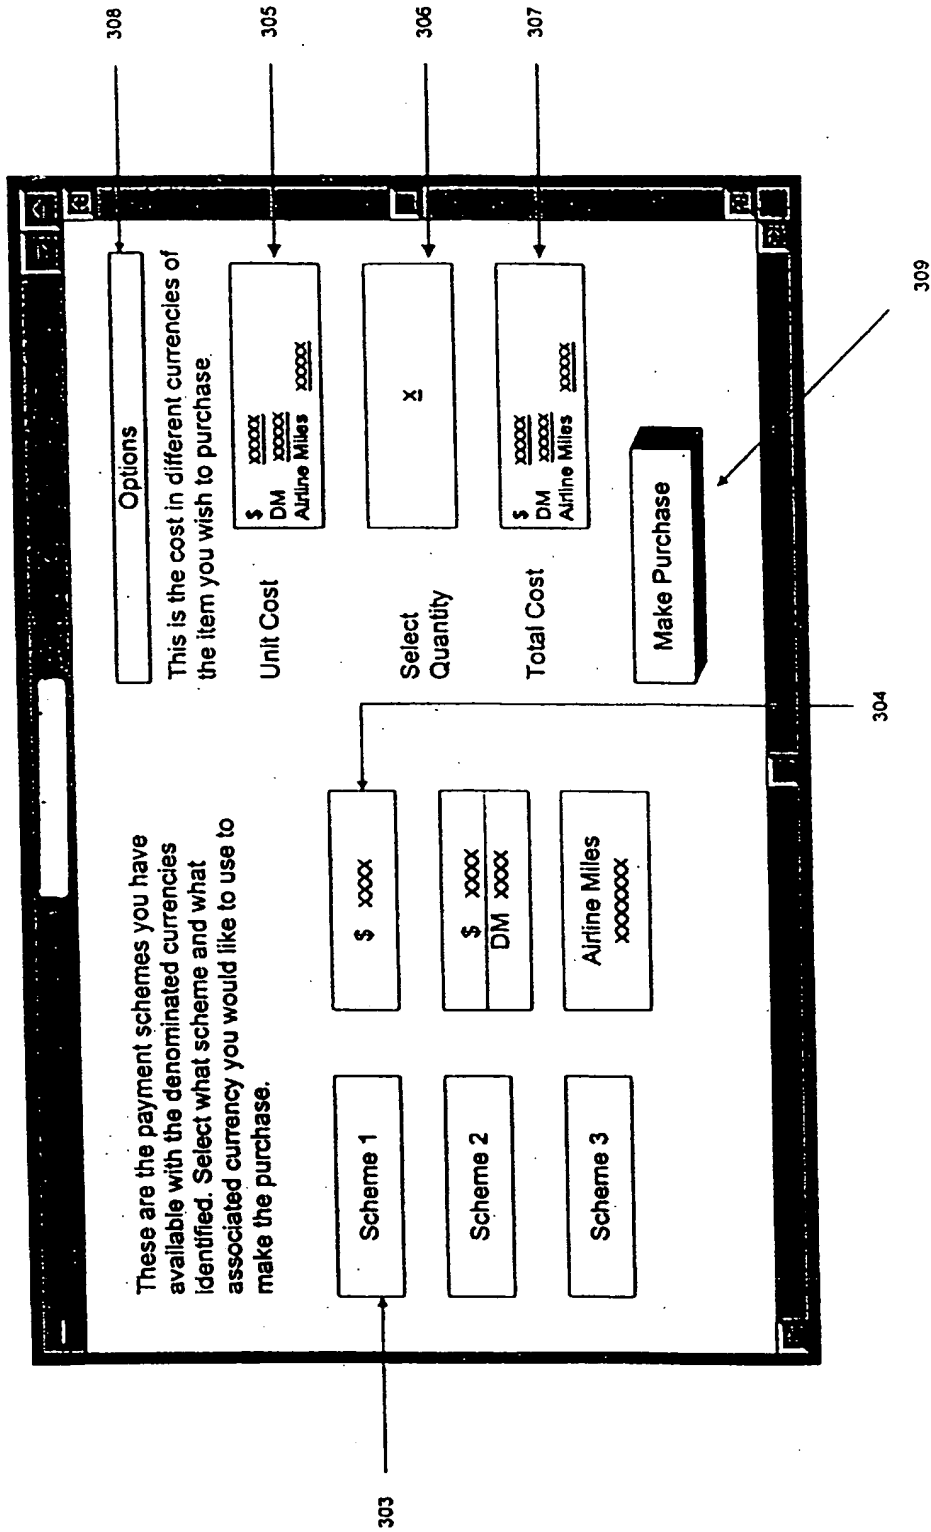 These are the payment schemes you have
available with the denominated currencies
identified. Select what scheme and what
associated currency you would like to use to
make the purchase.
Scheme 1
$ xxxx
Scheme 2
$ xxxx
DM xxxx
Scheme 3
Airline Miles
xxxxxxx
Options
This is the cost in different currencies of
the item you wish to purchase.
Unit Cost
$ xxxxx
DM xxxxx
Airline Miles xxxxx
Select
Quantity
x
Total Cost
$ xxxxx
DM xxxxx
Airline Miles xxxxx
Make Purchase
303
304
308
305
306
307
309